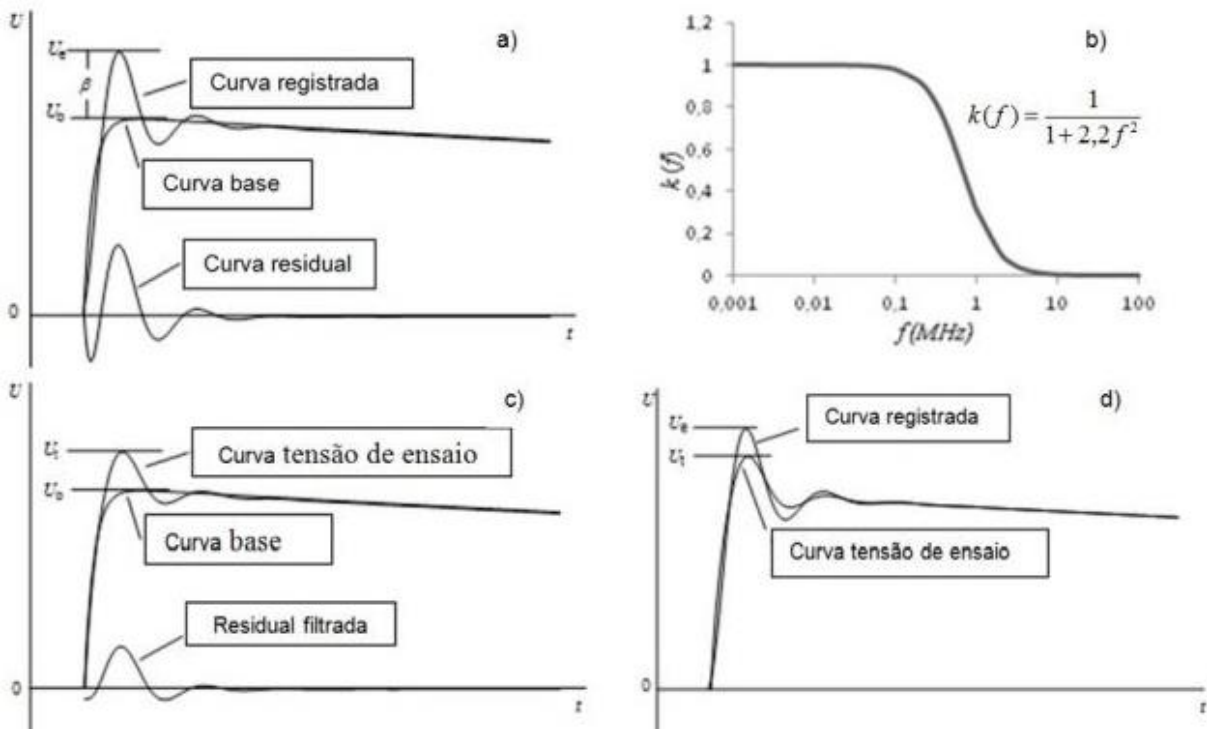 U
a)
Uₑ
β
U_b
Curva registrada
Curva base
Curva residual
0
t
b)
1,2
1
0,8
0,6
0,4
0,2
0
k(f)
k(f) = 1 / (1+2,2f²)
0,001
0,01
0,1
1
10
100
f(MHz)
U
c)
Uₜ
U_b
Curva tensão de ensaio
Curva base
Residual filtrada
0
t
U
d)
Uₑ
Uₜ
Curva registrada
Curva tensão de ensaio
0
t